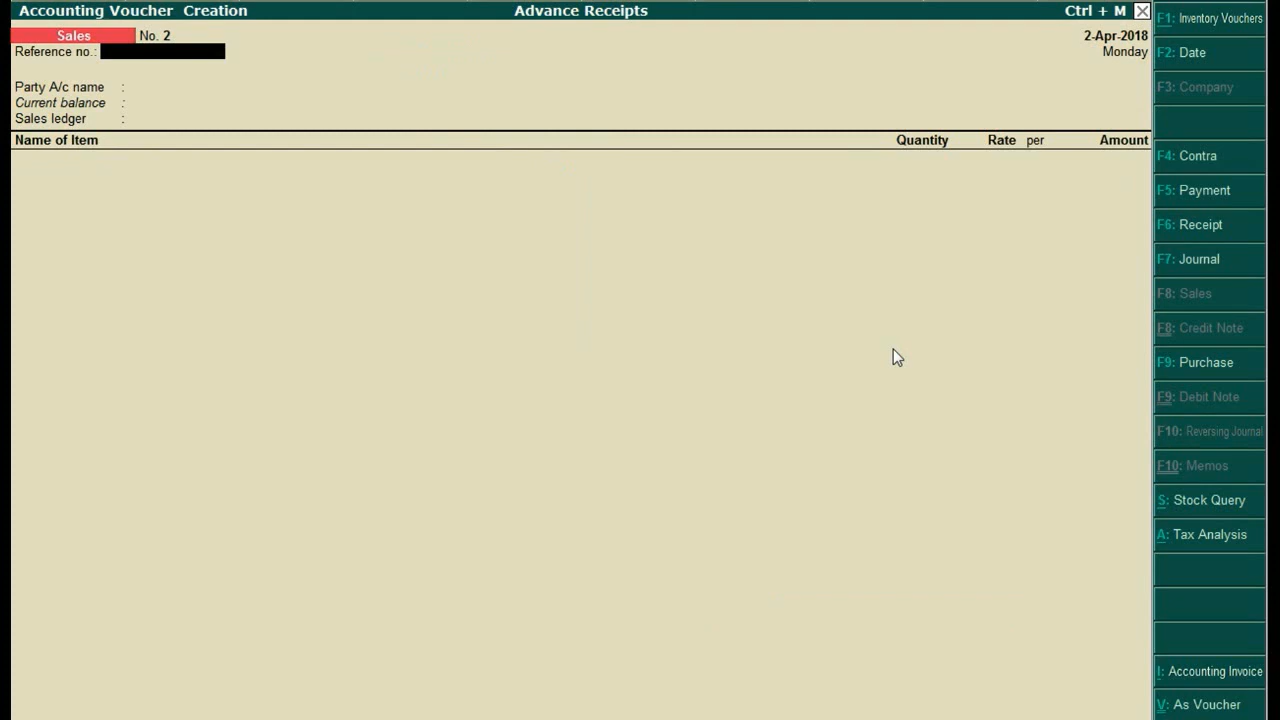 Accounting Voucher Creation Advance Receipts Ctrl + M
Sales No. 2 2-Apr-2018
Reference no.: Monday
Party A/c name :
Current balance :
Sales ledger :
Name of Item Quantity Rate per Amount
F1: Inventory Vouchers
F2: Date
F3: Company
F4: Contra
F5: Payment
F6: Receipt
F7: Journal
F8: Sales
F8: Credit Note
F9: Purchase
F9: Debit Note
F10: Reversing Journal
F10: Memos
S: Stock Query
A: Tax Analysis
I: Accounting Invoice
V: As Voucher